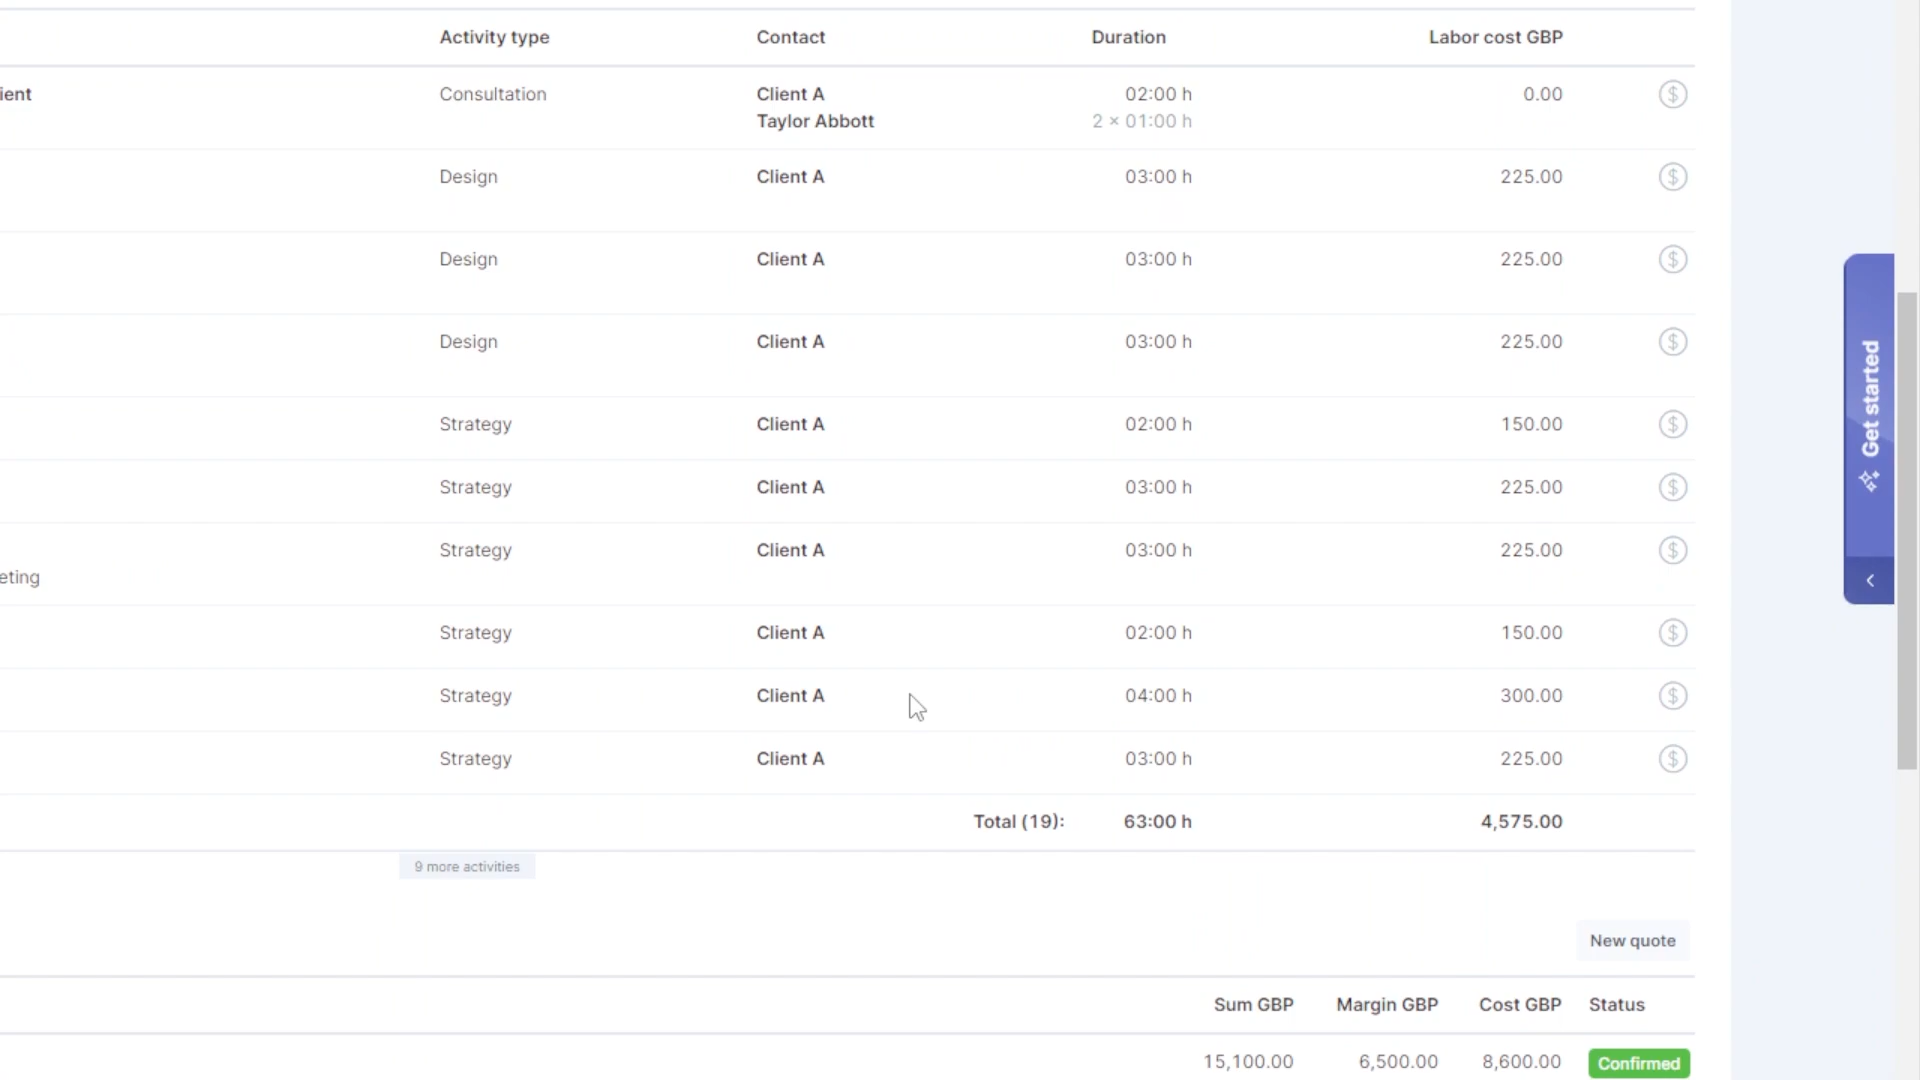 Activity type Contact Duration Labor cost GBP
ient Consultation Client A 02:00 h 0.00
Taylor Abbott 2 × 01:00 h
Design Client A 03:00 h 225.00
Design Client A 03:00 h 225.00
Design Client A 03:00 h 225.00
Strategy Client A 02:00 h 150.00
Strategy Client A 03:00 h 225.00
Strategy Client A 03:00 h 225.00
eting
Strategy Client A 02:00 h 150.00
Strategy Client A 04:00 h 300.00
Strategy Client A 03:00 h 225.00
Total (19): 63:00 h 4,575.00
9 more activities
New quote
Sum GBP Margin GBP Cost GBP Status
15,100.00 6,500.00 8,600.00 Confirmed
Get started